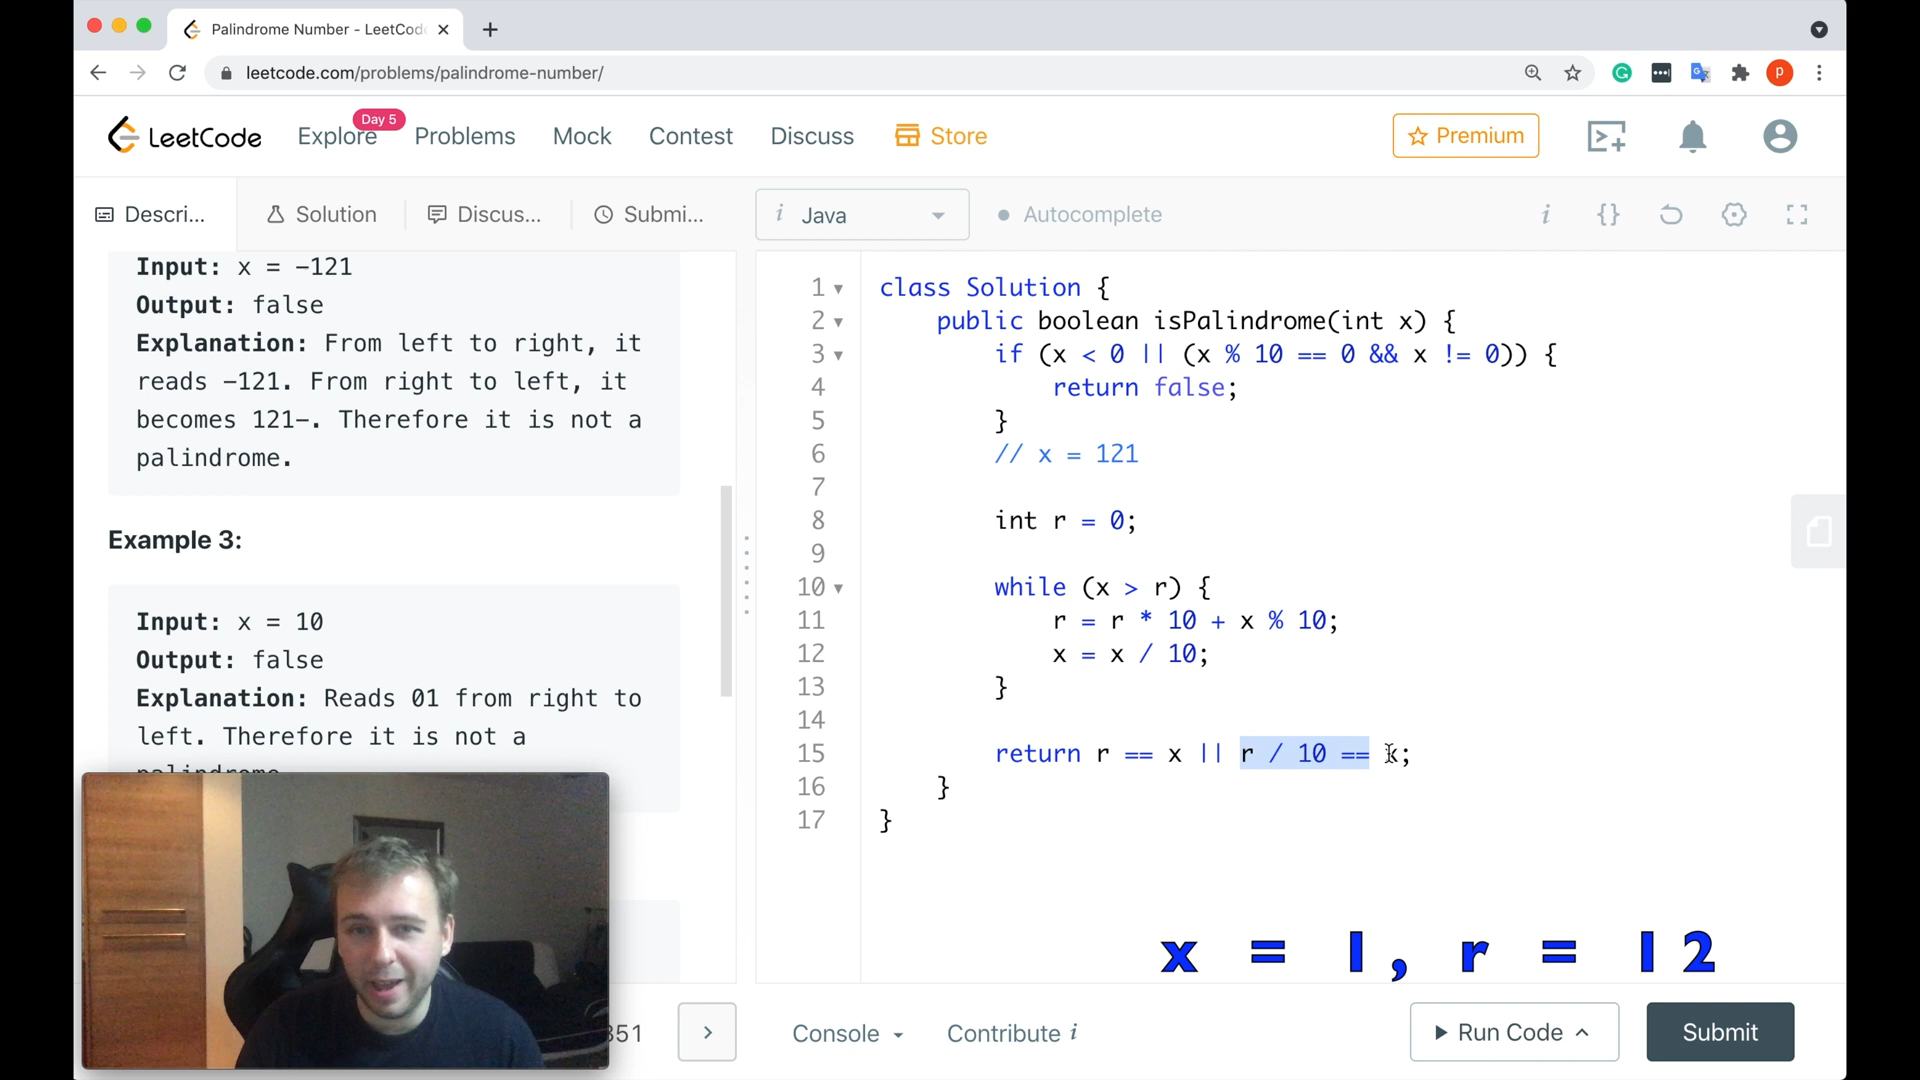 Palindrome Number - LeetCode
leetcode.com/problems/palindrome-number/
P
LeetCode
Explore
Day 5
Problems
Mock
Contest
Discuss
Store
Premium
Descri...
Solution
Discus...
Submi...
i Java
Autocomplete
i {}
Input: x = -121
Output: false
Explanation: From left to right, it
reads -121. From right to left, it
becomes 121-. Therefore it is not a
palindrome.
Example 3:
Input: x = 10
Output: false
Explanation: Reads 01 from right to
left. Therefore it is not a
palindrome.
1 class Solution {
2 public boolean isPalindrome(int x) {
3 if (x < 0 || (x % 10 == 0 && x != 0)) {
4 return false;
5 }
6 // x = 121
7
8 int r = 0;
9
10 while (x > r) {
11 r = r * 10 + x % 10;
12 x = x / 10;
13 }
14
15 return r == x || r / 10 == x;
16 }
17 }
x = 1, r = 12
351
>
Console
Contribute i
Run Code
Submit